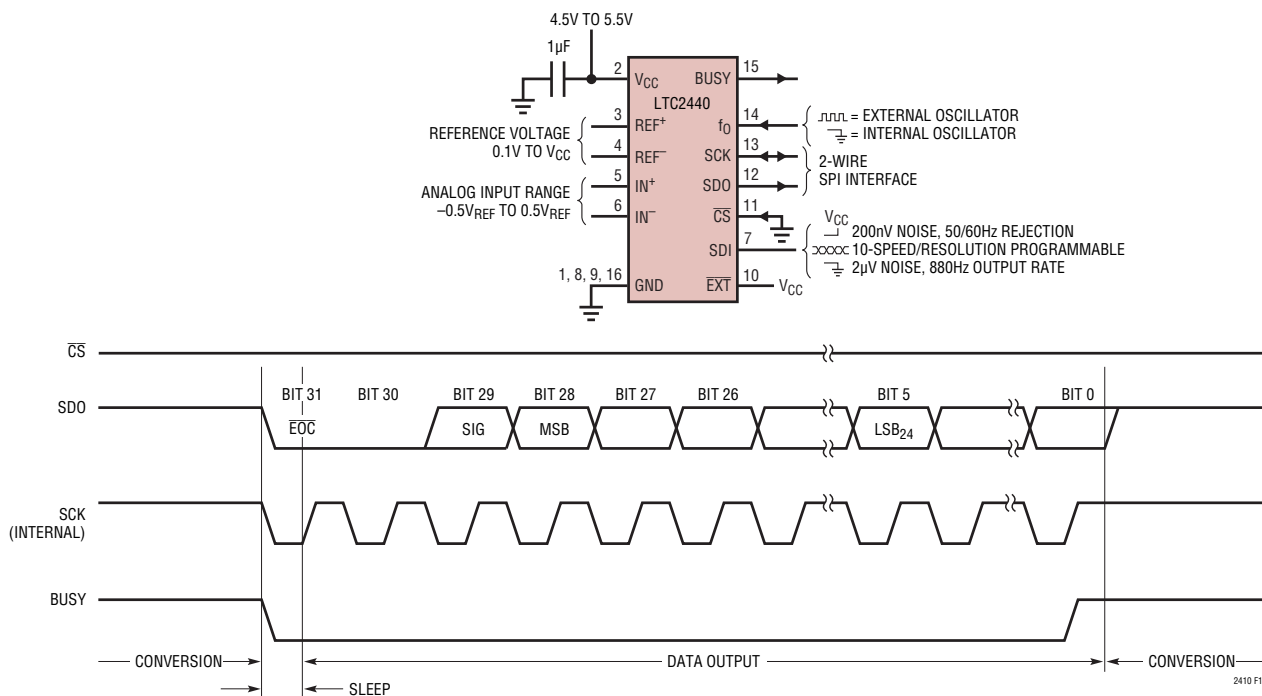 4.5V TO 5.5V
1µF
2
VCC
BUSY
15
LTC2440
REFERENCE VOLTAGE
0.1V TO VCC
3
REF+
4
REF–
fO
14
= EXTERNAL OSCILLATOR
= INTERNAL OSCILLATOR
SCK
13
SDO
12
2-WIRE
SPI INTERFACE
ANALOG INPUT RANGE
–0.5VREF TO 0.5VREF
5
IN+
6
IN–
CS
11
SDI
7
VCC
200nV NOISE, 50/60Hz REJECTION
10-SPEED/RESOLUTION PROGRAMMABLE
2µV NOISE, 880Hz OUTPUT RATE
1, 8, 9, 16
GND
EXT
10
VCC
CS
SDO
BIT 31
BIT 30
BIT 29
BIT 28
BIT 27
BIT 26
BIT 5
BIT 0
EOC
SIG
MSB
LSB24
SCK
(INTERNAL)
BUSY
CONVERSION
DATA OUTPUT
CONVERSION
SLEEP